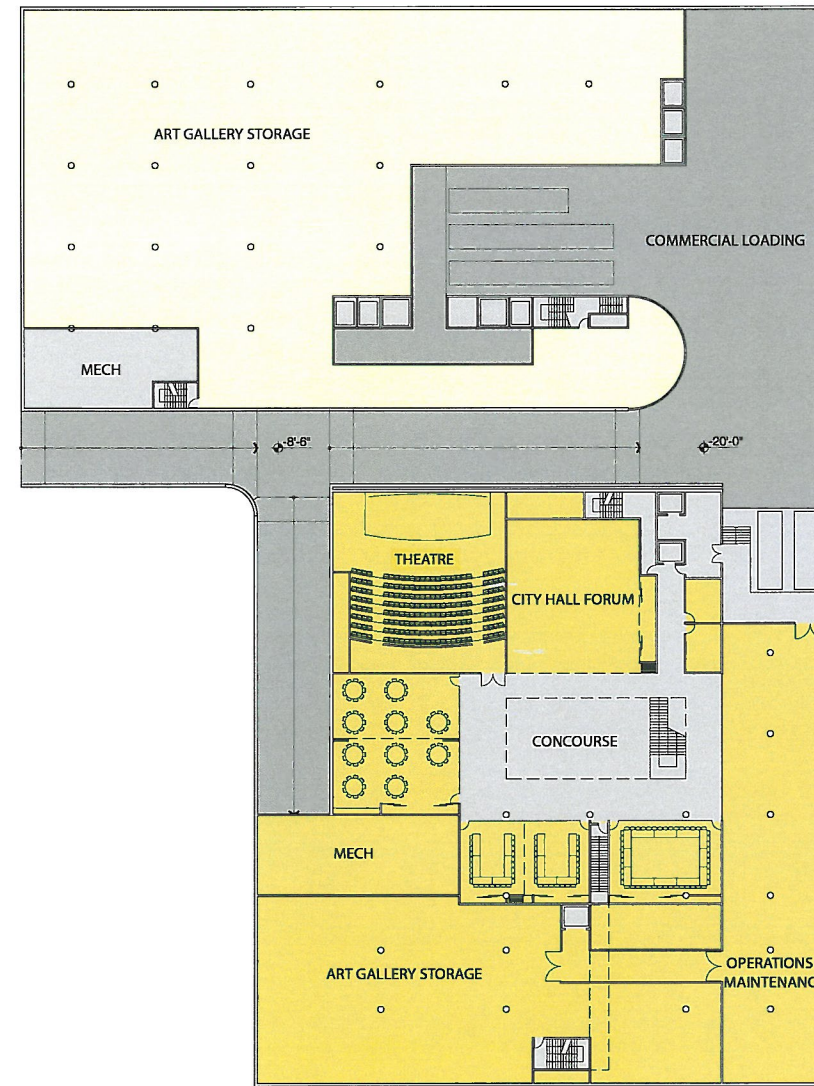 ART GALLERY STORAGE
COMMERCIAL LOADING
MECH
-8'-6"
-20'-0"
THEATRE
CITY HALL FORUM
CONCOURSE
MECH
ART GALLERY STORAGE
OPERATIONS
MAINTENANC